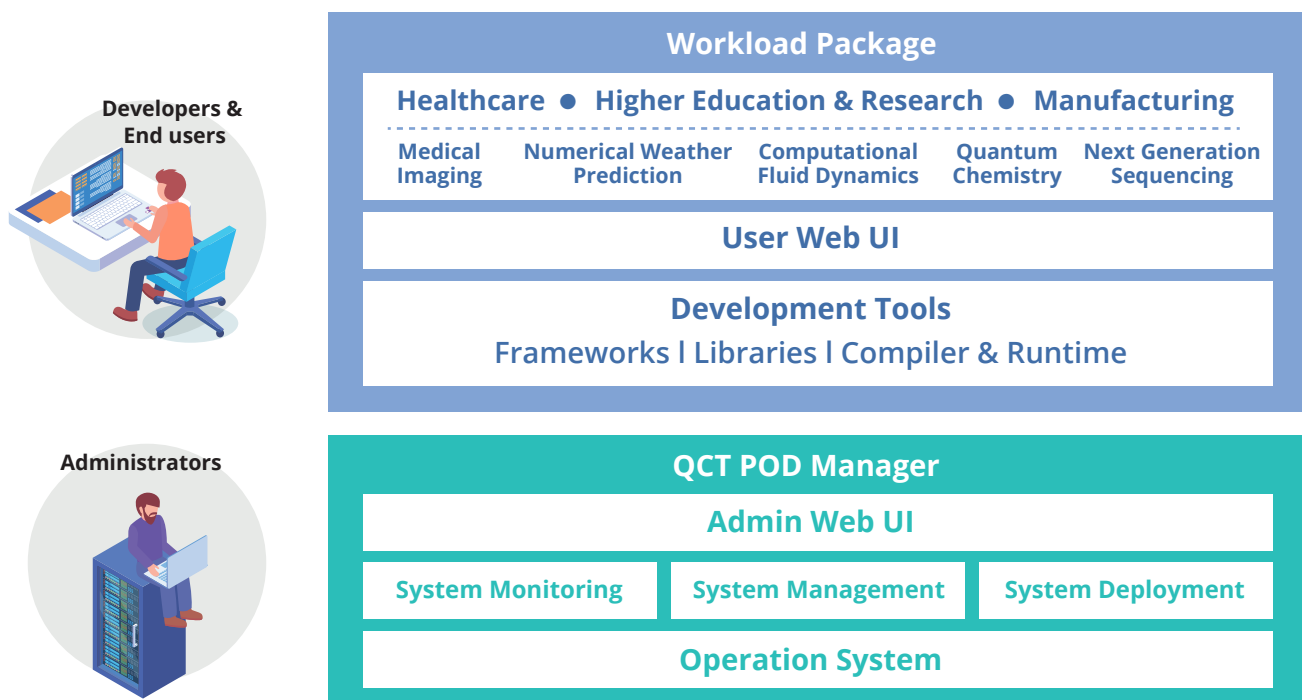 Workload Package
Developers &
End users
Healthcare ● Higher Education & Research ● Manufacturing
Medical
Imaging
Numerical Weather
Prediction
Computational
Fluid Dynamics
Quantum
Chemistry
Next Generation
Sequencing
User Web UI
Development Tools
Frameworks l Libraries l Compiler & Runtime
Administrators
QCT POD Manager
Admin Web UI
System Monitoring
System Management
System Deployment
Operation System